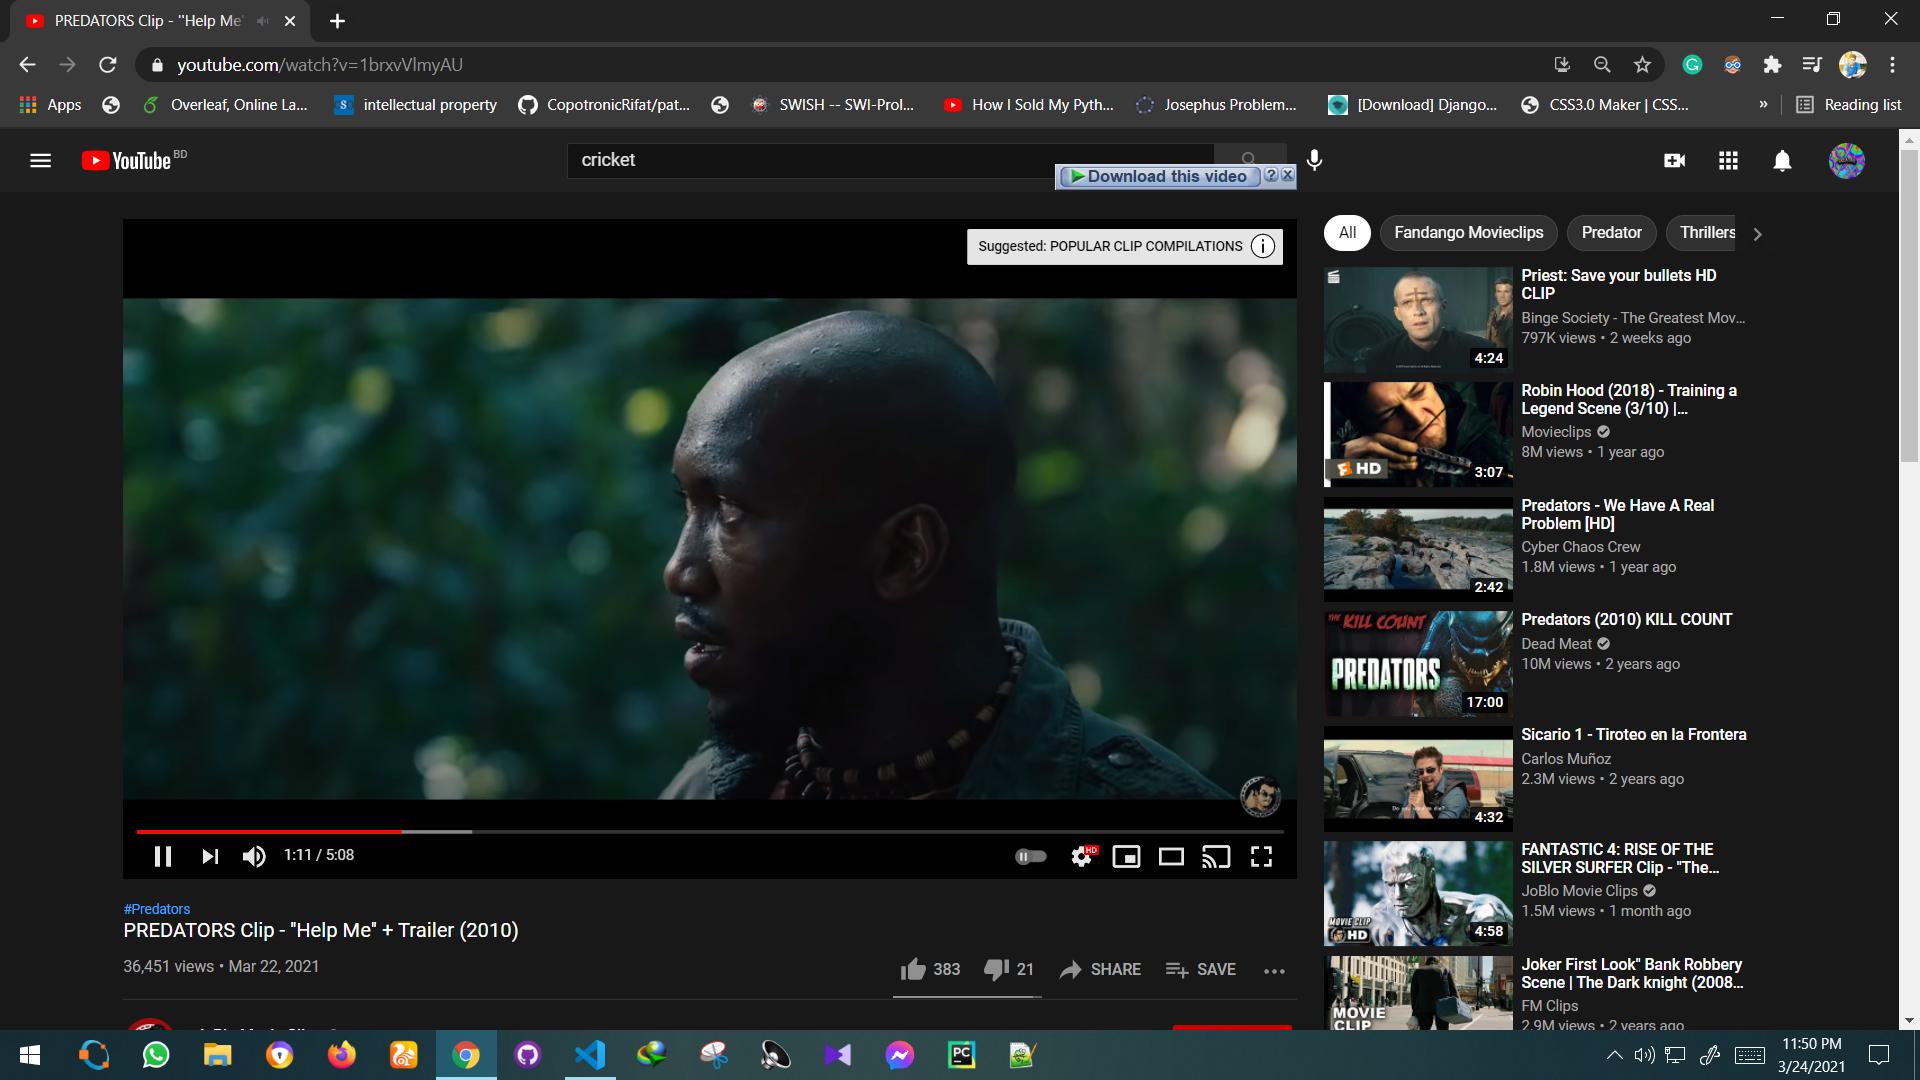 PREDATORS Clip - "Help Me"
youtube.com/watch?v=1brxvVlmyAU
Apps
Overleaf, Online La...
intellectual property
CopotronicRifat/pat...
SWISH -- SWI-Prol...
How I Sold My Pyth...
Josephus Problem...
[Download] Django...
CSS3.0 Maker | CSS...
»
Reading list
YouTube BD
cricket
Download this video ? X
Suggested: POPULAR CLIP COMPILATIONS
All
Fandango Movieclips
Predator
Thrillers
Priest: Save your bullets HD
CLIP
Binge Society - The Greatest Mov...
797K views • 2 weeks ago
4:24
Robin Hood (2018) - Training a
Legend Scene (3/10) |...
Movieclips
8M views • 1 year ago
HD
3:07
Predators - We Have A Real
Problem [HD]
Cyber Chaos Crew
1.8M views • 1 year ago
2:42
Predators (2010) KILL COUNT
Dead Meat
10M views • 2 years ago
THE KILL COUNT
PREDATORS
17:00
Sicario 1 - Tiroteo en la Frontera
Carlos Muñoz
2.3M views • 2 years ago
4:32
FANTASTIC 4: RISE OF THE
SILVER SURFER Clip - "The...
JoBlo Movie Clips
1.5M views • 1 month ago
MOVIE CLIP
HD
4:58
Joker First Look" Bank Robbery
Scene | The Dark knight (2008...
FM Clips
2.9M views • 2 years ago
MOVIE
CLIP
1:11 / 5:08
HD
#Predators
PREDATORS Clip - "Help Me" + Trailer (2010)
36,451 views • Mar 22, 2021
383
21
SHARE
SAVE
PC
11:50 PM
3/24/2021